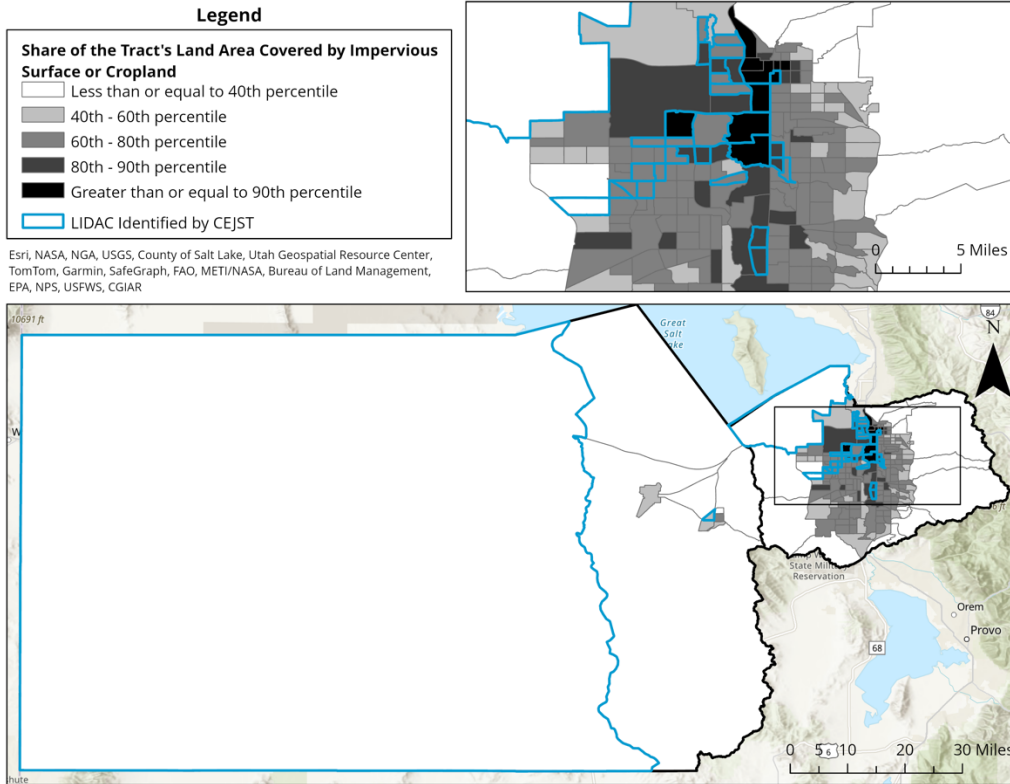 Legend
Share of the Tract's Land Area Covered by Impervious
Surface or Cropland
Less than or equal to 40th percentile
40th - 60th percentile
60th - 80th percentile
80th - 90th percentile
Greater than or equal to 90th percentile
LIDAC Identified by CEJST
Esri, NASA, NGA, USGS, County of Salt Lake, Utah Geospatial Resource Center,
TomTom, Garmin, SafeGraph, FAO, METI/NASA, Bureau of Land Management,
EPA, NPS, USFWS, CGIAR
0 5 Miles
10691 ft
Great
Salt
ake
84
N
W
State Milit
Reservation
Orem
Provo
68
6
0 5 10 20 30 Miles
hute